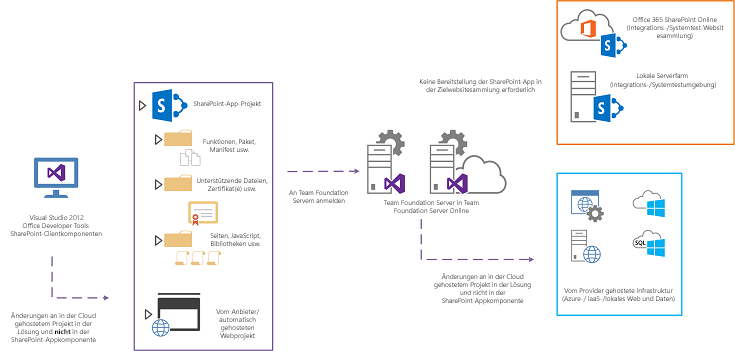 Office 365 SharePoint Online
(Integrations-/Systemtest-Websit
esammlung)
Lokale Serverfarm
(Integrations-/Systemtestumgebung)
Keine Bereitstellung der SharePoint-App in
der Zielwebsitesammlung erforderlich
SharePoint-App-Projekt
Funktionen, Paket,
Manifest usw.
Unterstützende Dateien,
Zertifikat(e) usw.
Seiten, JavaScript,
Bibliotheken usw.
Vom Anbieter/
automatisch
gehosteten
Webprojekt
Visual Studio 2012
Office Developer Tools
SharePoint-Clientkomponenten
Änderungen an in der Cloud
gehostetem Projekt in der
Lösung und nicht in der
SharePoint-Appkomponente
An Team Foundation
Servern anmelden
Team Foundation Server in Team
Foundation Server Online
Änderungen an in der Cloud
gehostetem Projekt in der Lösung
und nicht in der
SharePoint-Appkomponente
SQL
Vom Provider gehostete Infrastruktur
(Azure-/ IaaS-/lokales Web und Daten)